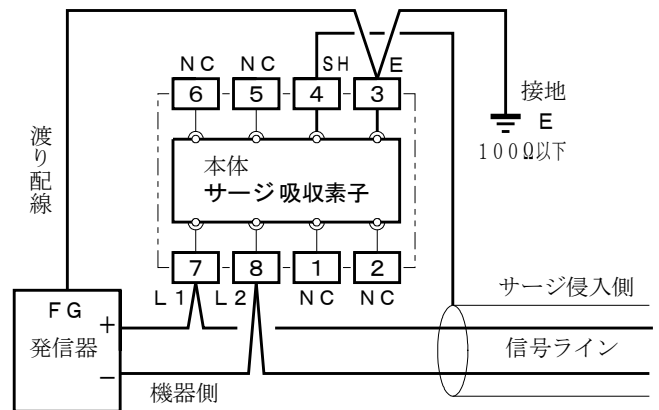 NC NC SH E
6 5 4 3
接地
E
100Ω以下
渡り配線
本体
サージ吸収素子
7 8 1 2
L1 L2 NC NC
サージ侵入側
FG
+
発信器
信号ライン
−
機器側